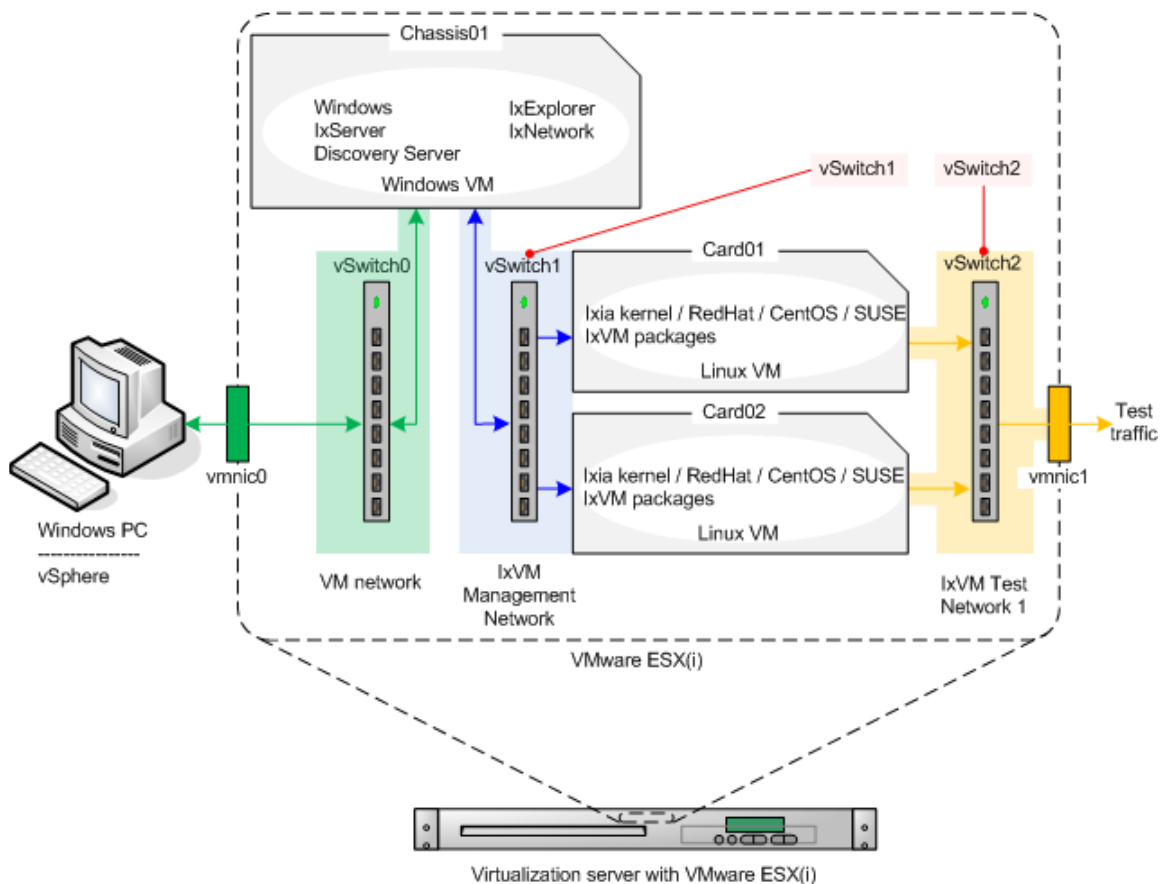 Chassis01
Windows
IxServer
Discovery Server
IxExplorer
IxNetwork
Windows VM
vSwitch1
vSwitch2
vSwitch0
vSwitch1
vSwitch2
Card01
Ixia kernel / RedHat / CentOS / SUSE
IxVM packages
Linux VM
Card02
Ixia kernel / RedHat / CentOS / SUSE
IxVM packages
Linux VM
vmnic0
vmnic1
Test
traffic
Windows PC
----------------
vSphere
VM network
IxVM
Management
Network
IxVM Test
Network 1
VMware ESX(i)
Virtualization server with VMware ESX(i)